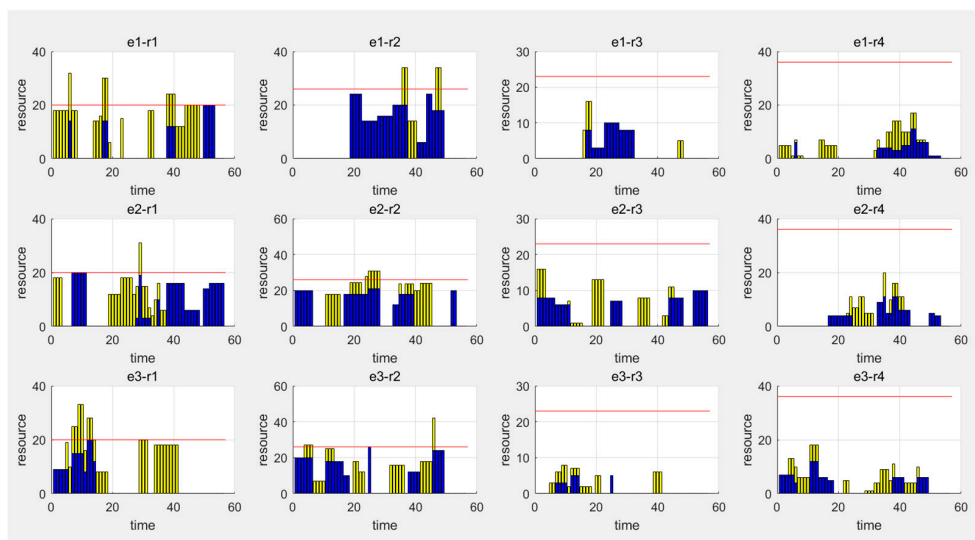 e1-r1 e1-r2 e1-r3 e1-r4
40 40 30 40
resource 20 resource 20 resource 20 resource 20
10
0 0 0 0
0 20 40 60 0 20 40 60 0 20 40 60 0 20 40 60
time time time time
e2-r1 e2-r2 e2-r3 e2-r4
40 60 30 40
resource 20 resource 40 resource 20 resource 20
20 10
0 0 0 0
0 20 40 60 0 20 40 60 0 20 40 60 0 20 40 60
time time time time
e3-r1 e3-r2 e3-r3 e3-r4
40 60 30 40
resource 20 resource 40 resource 20 resource 20
20 10
0 0 0 0
0 20 40 60 0 20 40 60 0 20 40 60 0 20 40 60
time time time time